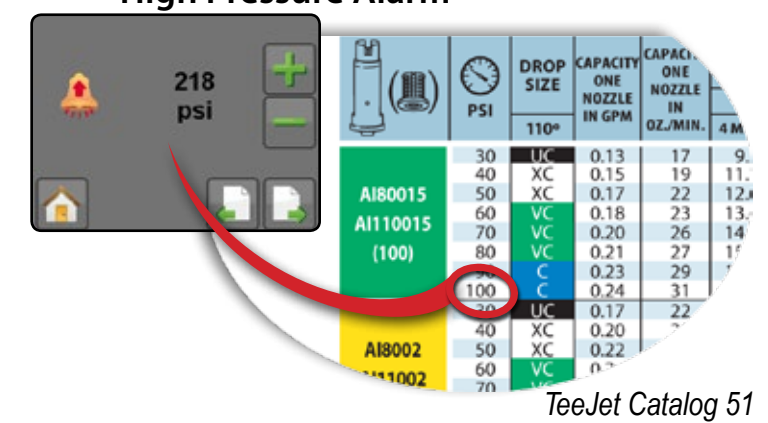 High Pressure Alarm
218
psi
PSI
DROP SIZE
110°
CAPACITY ONE NOZZLE IN GPM
ONE NOZZLE IN OZ./MIN.
AI80015
AI110015
(100)
30 UC 0.13 17
40 XC 0.15 19
50 XC 0.17 22
60 VC 0.18 23
70 VC 0.20 26
80 VC 0.21 27
90 C 0.23 29
100 C 0.24 31
AI8002
30 UC 0.17 22
40 XC 0.20
50 XC 0.22
60 VC
70
TeeJet Catalog 51